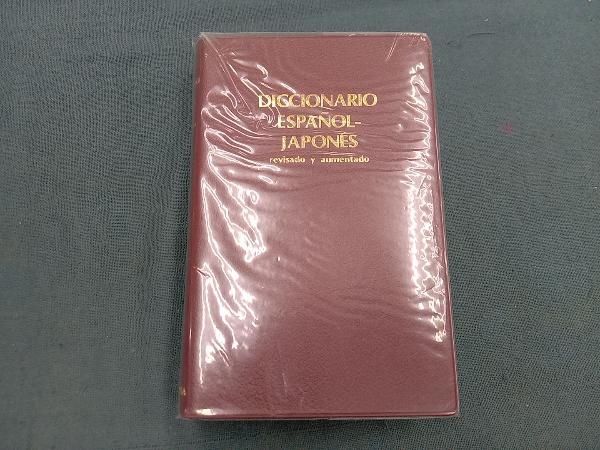 DICCIONARIO
ESPAÑOL-
JAPONÉS
revisado y aumentado